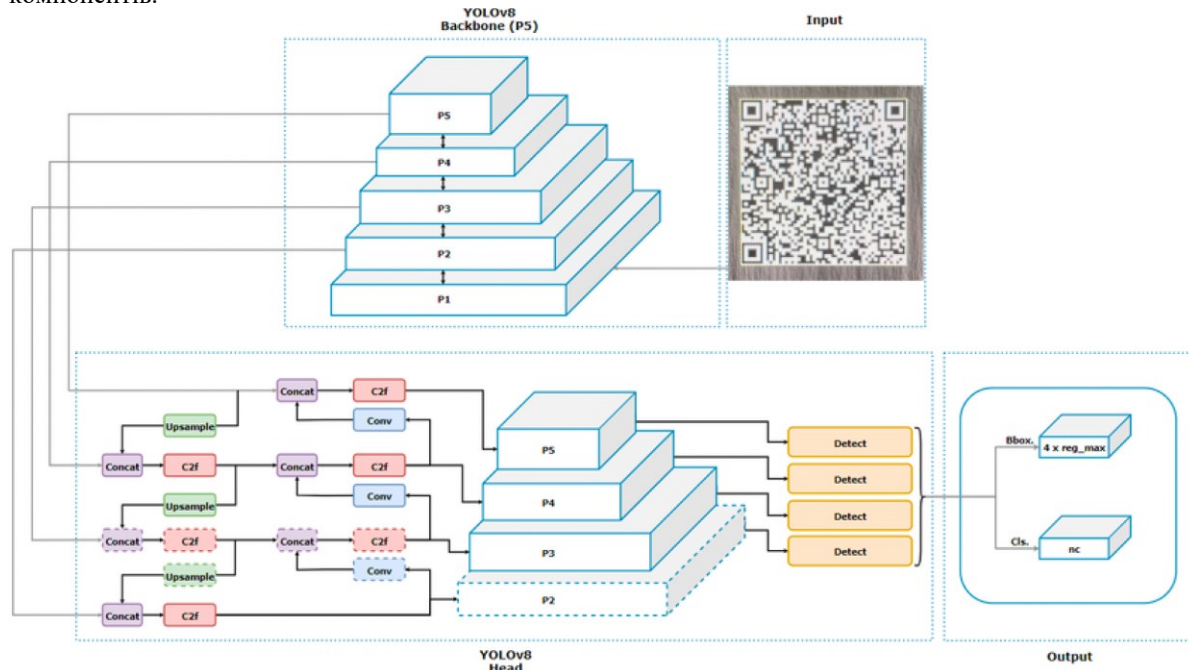 компонентів.
YOLOv8
Backbone (P5)
Input
P5
P4
P3
P2
P1
Concat
C2f
Conv
Upsample
Concat
C2f
Concat
C2f
Conv
Upsample
Concat
C2f
Concat
C2f
Conv
Upsample
Concat
C2f
P5
P4
P3
P2
Detect
Detect
Detect
Detect
Bbox.
4 x reg_max
Cls.
nc
YOLOv8
Head
Output